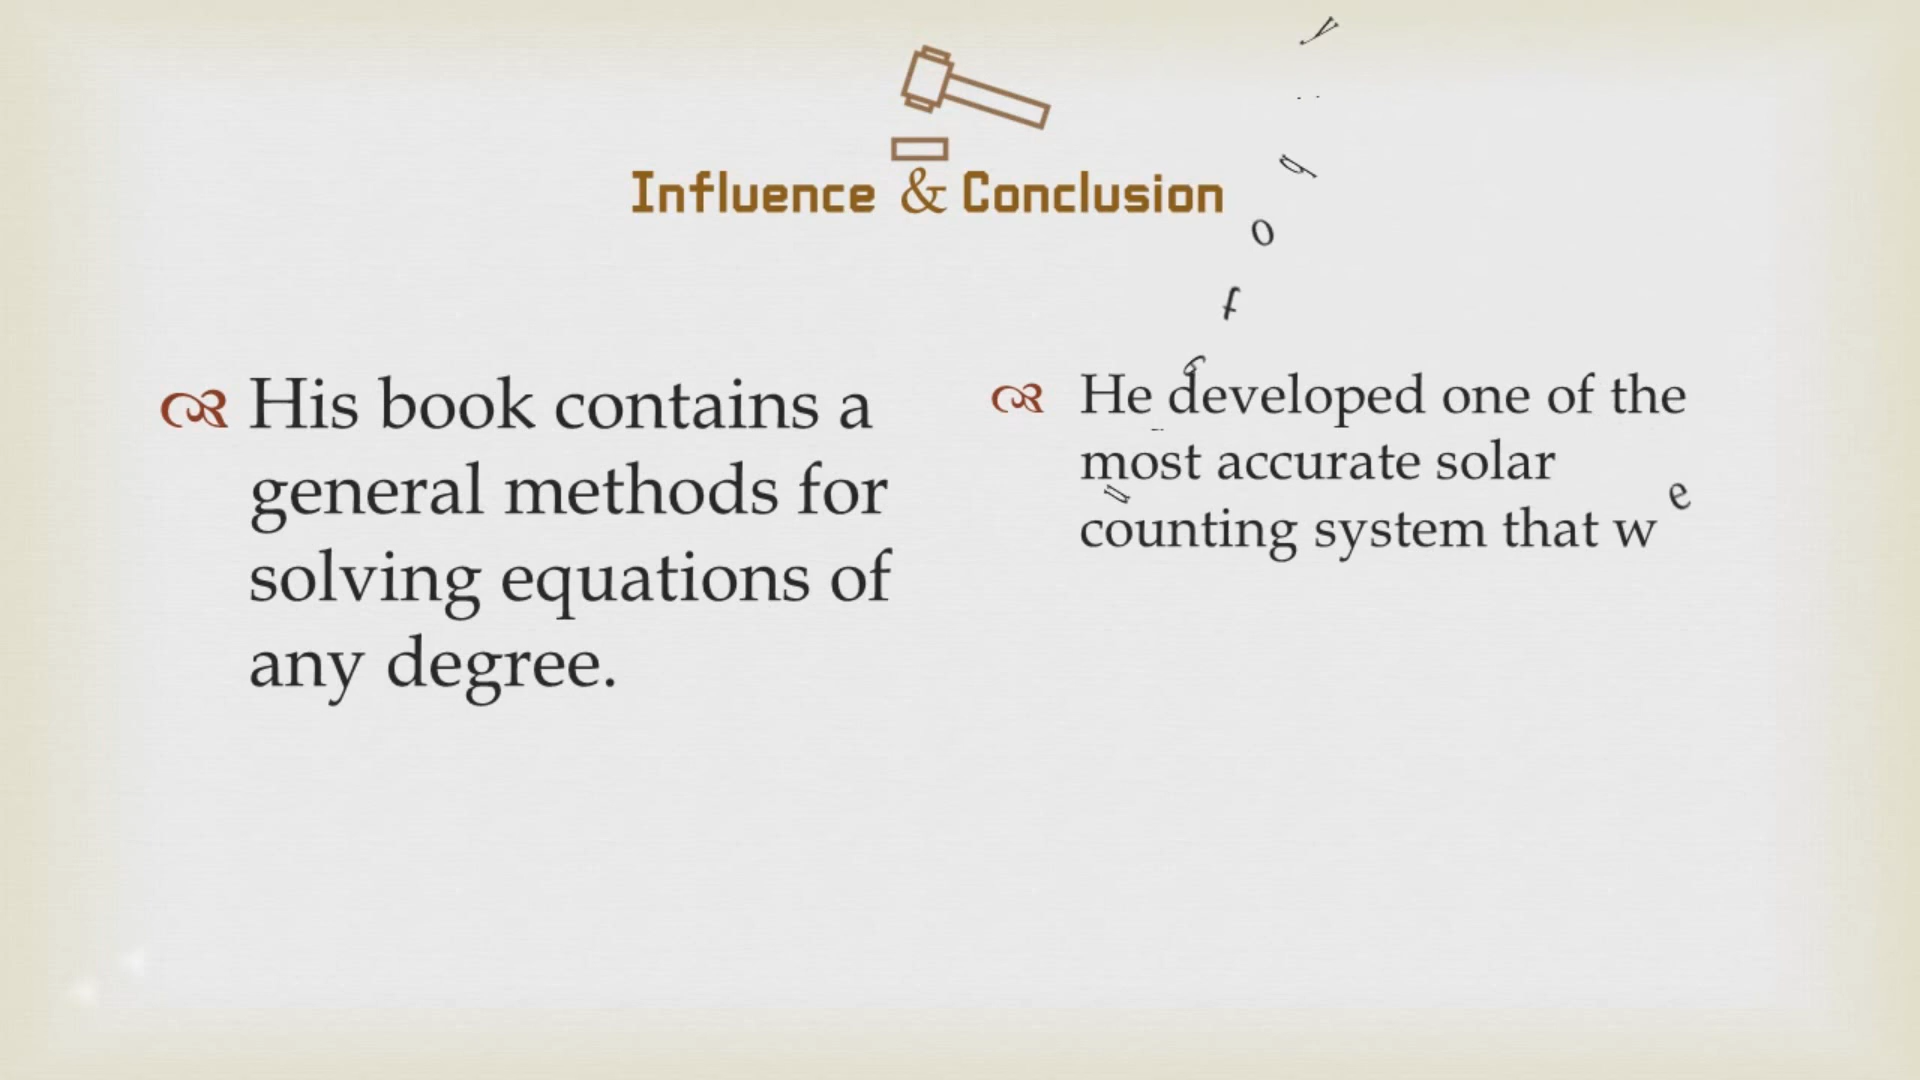 Influence & Conclusion
His book contains a
general methods for
solving equations of
any degree.
He developed one of the
most accurate solar
counting system that we